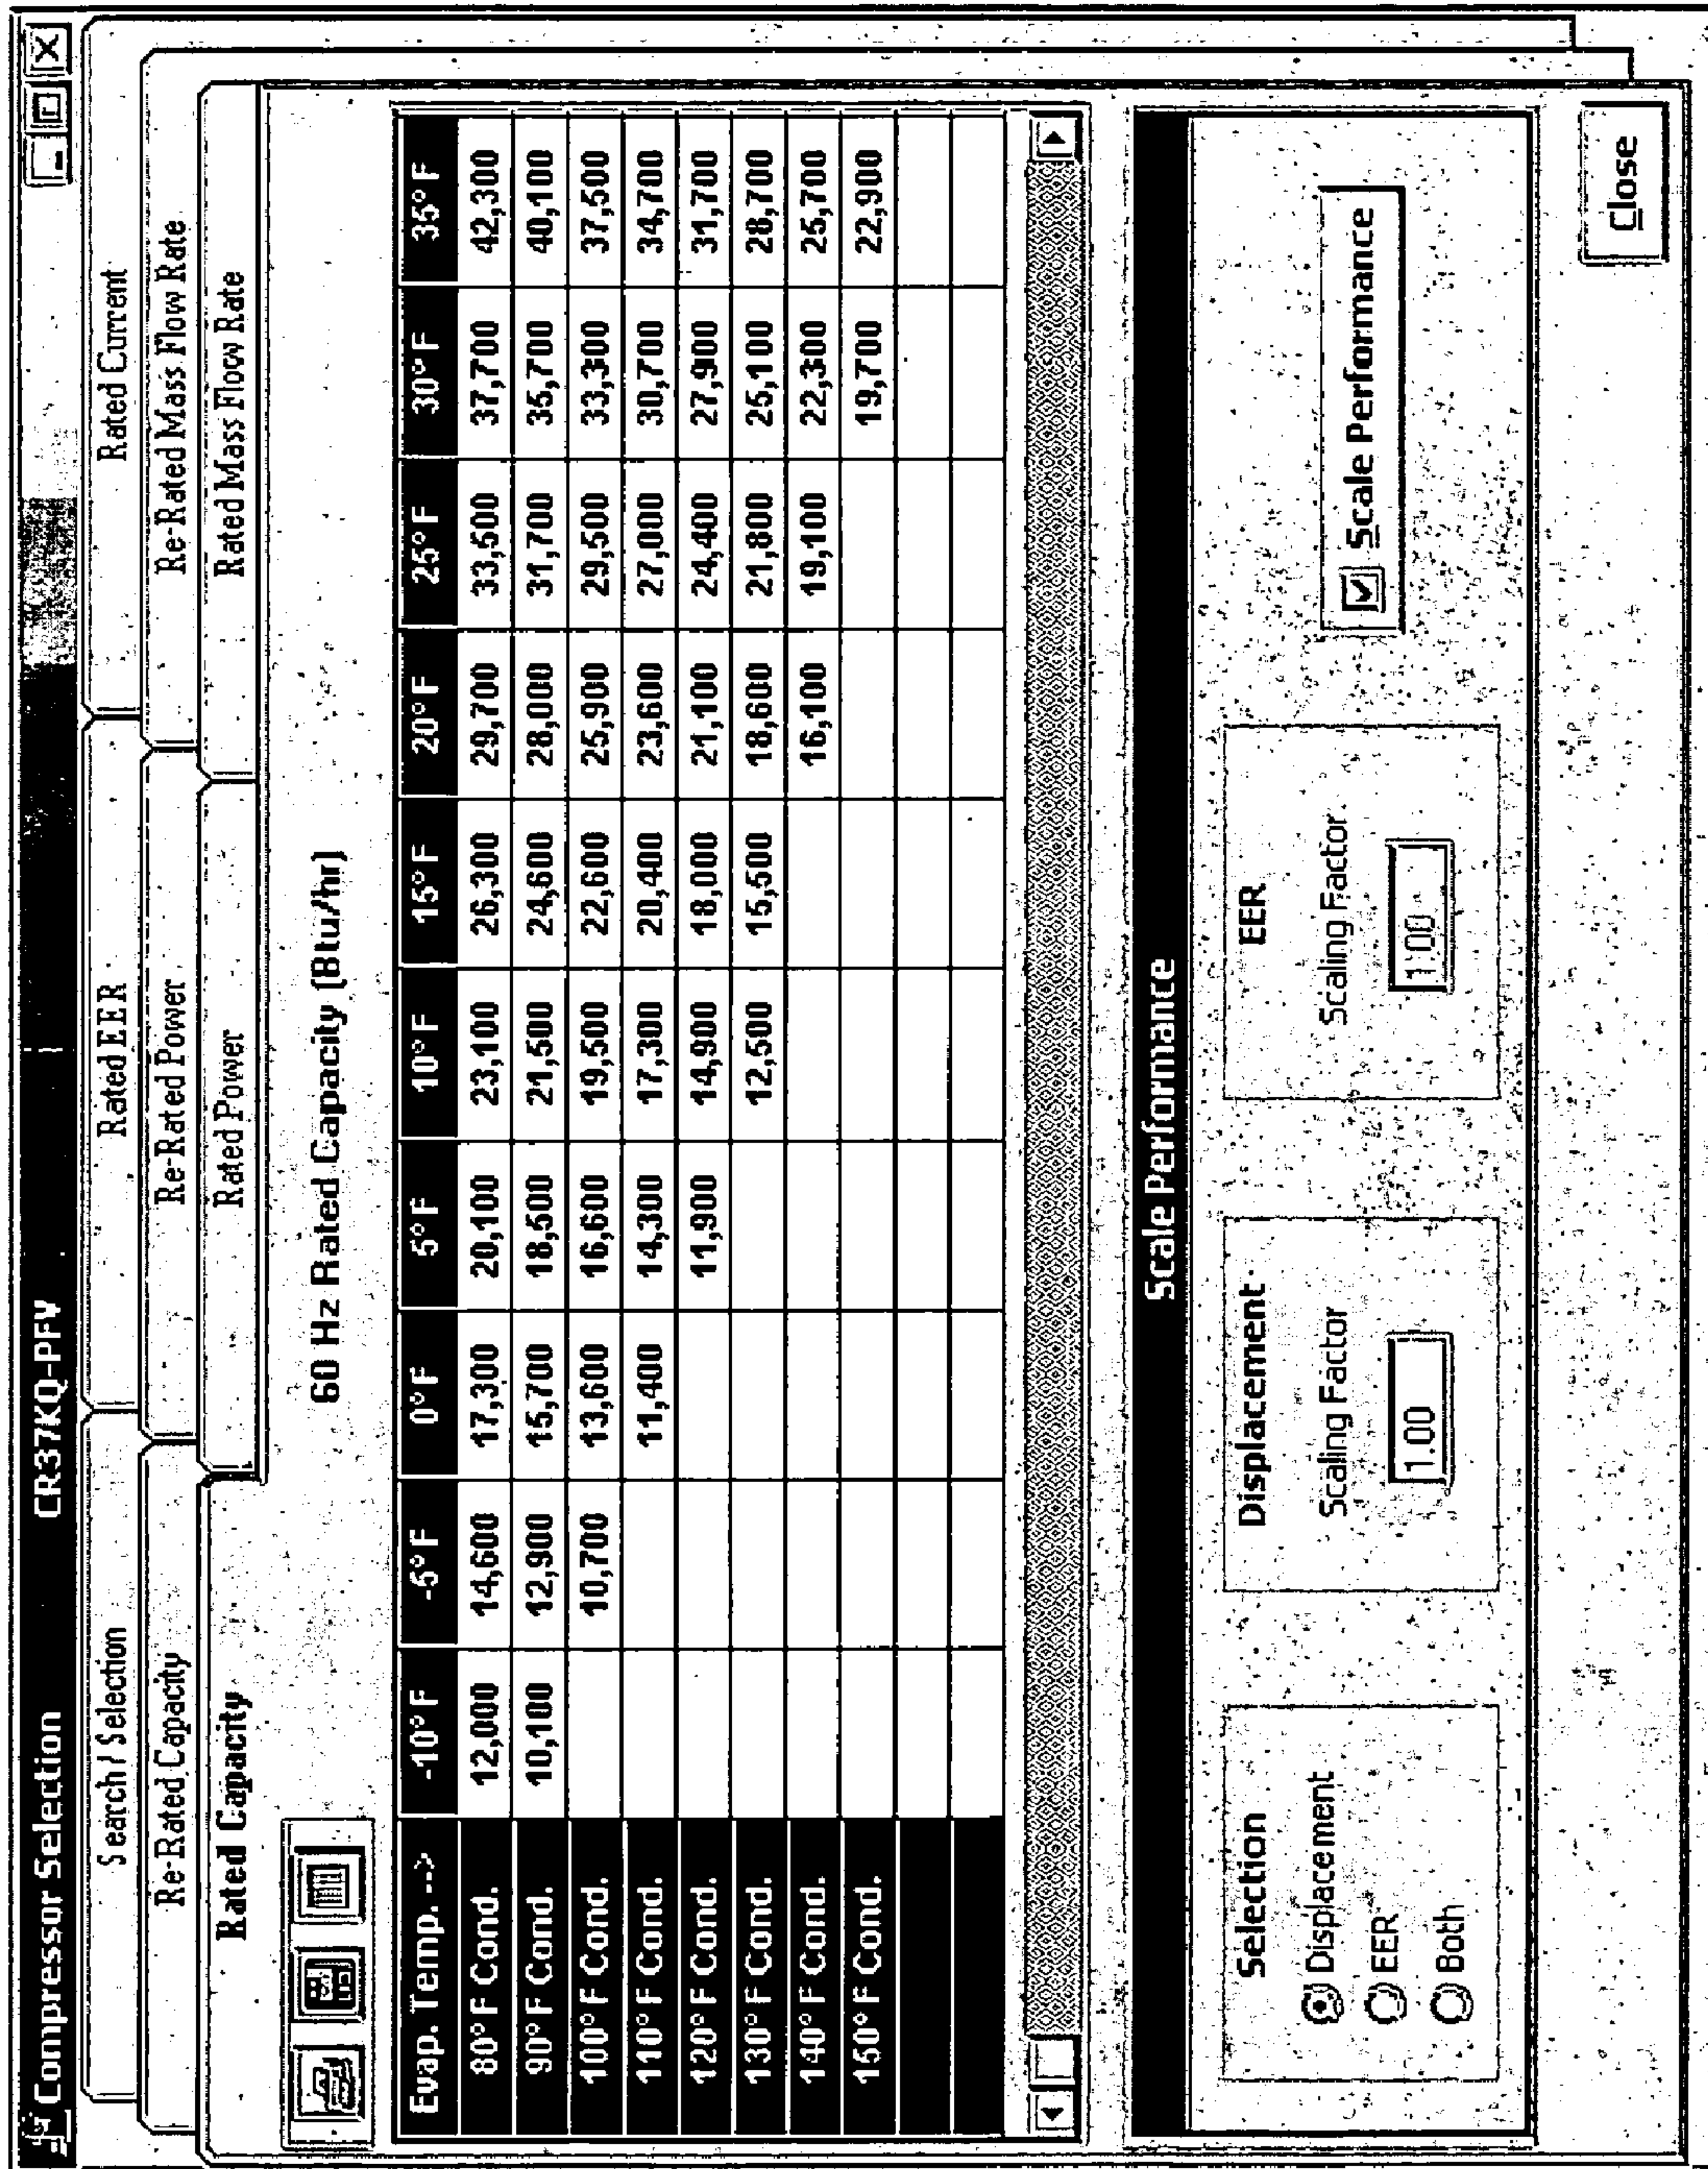 Compressor Selection CR37KQ-PFV
Search / Selection Rated EER Rated Current
Re-Rated Capacity Re-Rated Power Re-Rated Mass Flow Rate
Rated Capacity Rated Power Rated Mass Flow Rate
60 Hz Rated Capacity (Btu/hr)
Evap. Temp. --> -10° F -5° F 0° F 5° F 10° F 15° F 20° F 25° F 30° F 35° F
80° F Cond. 12,000 14,600 17,300 20,100 23,100 26,300 29,700 33,500 37,700 42,300
90° F Cond. 10,100 12,900 15,700 18,500 21,500 24,600 28,000 31,700 35,700 40,100
100° F Cond. 10,700 13,600 16,600 19,500 22,600 25,900 29,500 33,300 37,500
110° F Cond. 11,400 14,300 17,300 20,400 23,600 27,000 30,700 34,700
120° F Cond. 11,900 14,900 18,000 21,100 24,400 27,900 31,700
130° F Cond. 12,500 15,500 18,600 21,800 25,100 28,700
140° F Cond. 16,100 19,100 22,300 25,700
150° F Cond. 19,700 22,900
Scale Performance
Selection Displacement EER
Displacement Scaling Factor Scaling Factor Scale Performance
EER 1.00 1.00
Both
Close